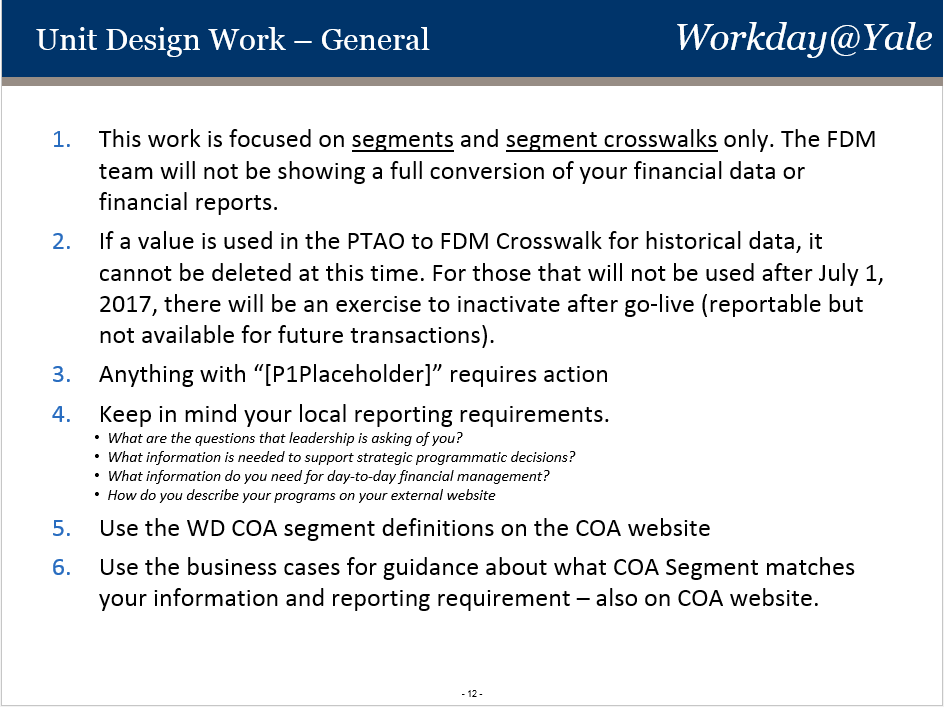 Unit Design Work – General
Workday@Yale
1. This work is focused on segments and segment crosswalks only. The FDM
team will not be showing a full conversion of your financial data or
financial reports.
2. If a value is used in the PTAO to FDM Crosswalk for historical data, it
cannot be deleted at this time. For those that will not be used after July 1,
2017, there will be an exercise to inactivate after go-live (reportable but
not available for future transactions).
3. Anything with “[P1Placeholder]” requires action
4. Keep in mind your local reporting requirements.
• What are the questions that leadership is asking of you?
• What information is needed to support strategic programmatic decisions?
• What information do you need for day-to-day financial management?
• How do you describe your programs on your external website
5. Use the WD COA segment definitions on the COA website
6. Use the business cases for guidance about what COA Segment matches
your information and reporting requirement – also on COA website.
- 12 -